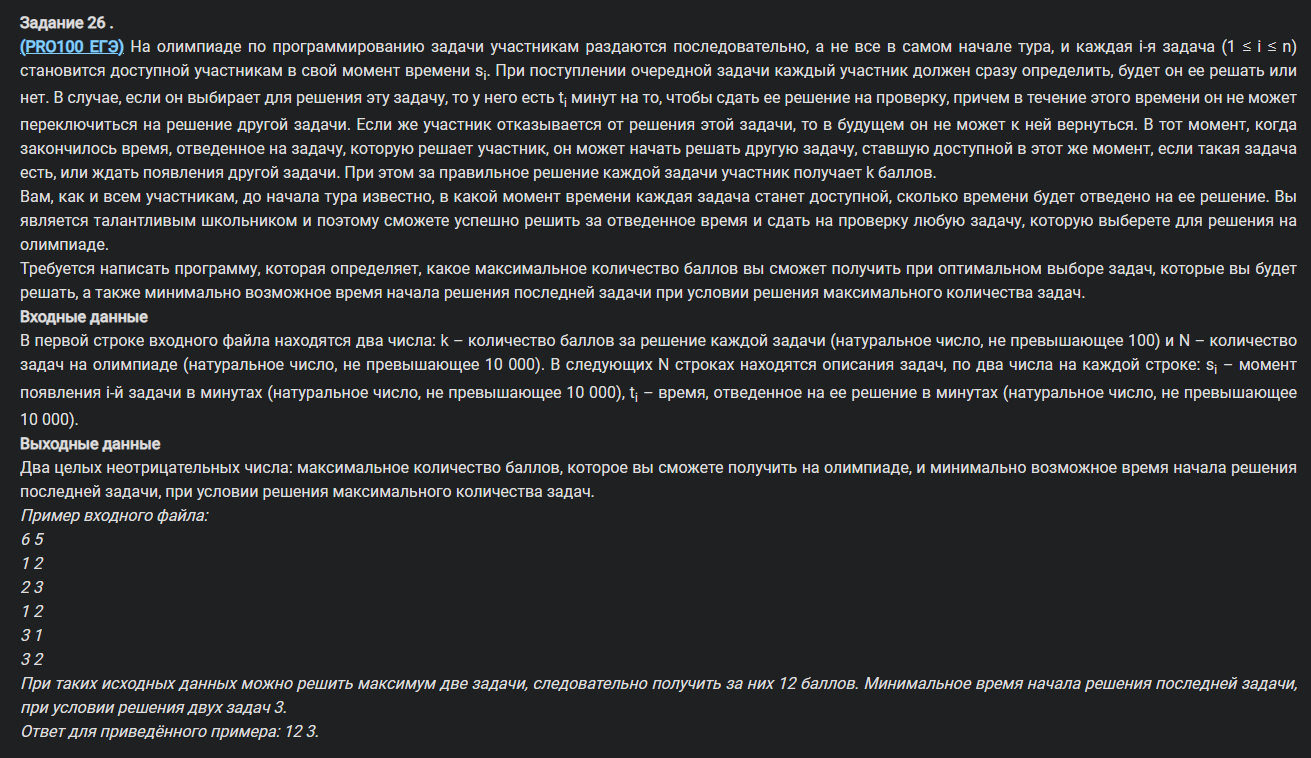 Задание 26 .
(PRO100 ЕГЭ) На олимпиаде по программированию задачи участникам раздаются последовательно, а не все в самом начале тура, и каждая i-я задача (1 ≤ i ≤ n)
становится доступной участникам в свой момент времени si. При поступлении очередной задачи каждый участник должен сразу определить, будет он ее решать или
нет. В случае, если он выбирает для решения эту задачу, то у него есть ti минут на то, чтобы сдать ее решение на проверку, причем в течение этого времени он не может
переключиться на решение другой задачи. Если же участник отказывается от решения этой задачи, то в будущем он не может к ней вернуться. В тот момент, когда
закончилось время, отведенное на задачу, которую решает участник, он может начать решать другую задачу, ставшую доступной в этот же момент, если такая задача
есть, или ждать появления другой задачи. При этом за правильное решение каждой задачи участник получает k баллов.
Вам, как и всем участникам, до начала тура известно, в какой момент времени каждая задача станет доступной, сколько времени будет отведено на ее решение. Вы
является талантливым школьником и поэтому сможете успешно решить за отведенное время и сдать на проверку любую задачу, которую выберете для решения на
олимпиаде.
Требуется написать программу, которая определяет, какое максимальное количество баллов вы сможет получить при оптимальном выборе задач, которые вы будет
решать, а также минимально возможное время начала решения последней задачи при условии решения максимального количества задач.
Входные данные
В первой строке входного файла находятся два числа: k – количество баллов за решение каждой задачи (натуральное число, не превышающее 100) и N – количество
задач на олимпиаде (натуральное число, не превышающее 10 000). В следующих N строках находятся описания задач, по два числа на каждой строке: si – момент
появления i-й задачи в минутах (натуральное число, не превышающее 10 000), ti – время, отведенное на ее решение в минутах (натуральное число, не превышающее
10 000).
Выходные данные
Два целых неотрицательных числа: максимальное количество баллов, которое вы сможете получить на олимпиаде, и минимально возможное время начала решения
последней задачи, при условии решения максимального количества задач.
Пример входного файла:
6 5
1 2
2 3
1 2
3 1
3 2
При таких исходных данных можно решить максимум две задачи, следовательно получить за них 12 баллов. Минимальное время начала решения последней задачи,
при условии решения двух задач 3.
Ответ для приведённого примера: 12 3.